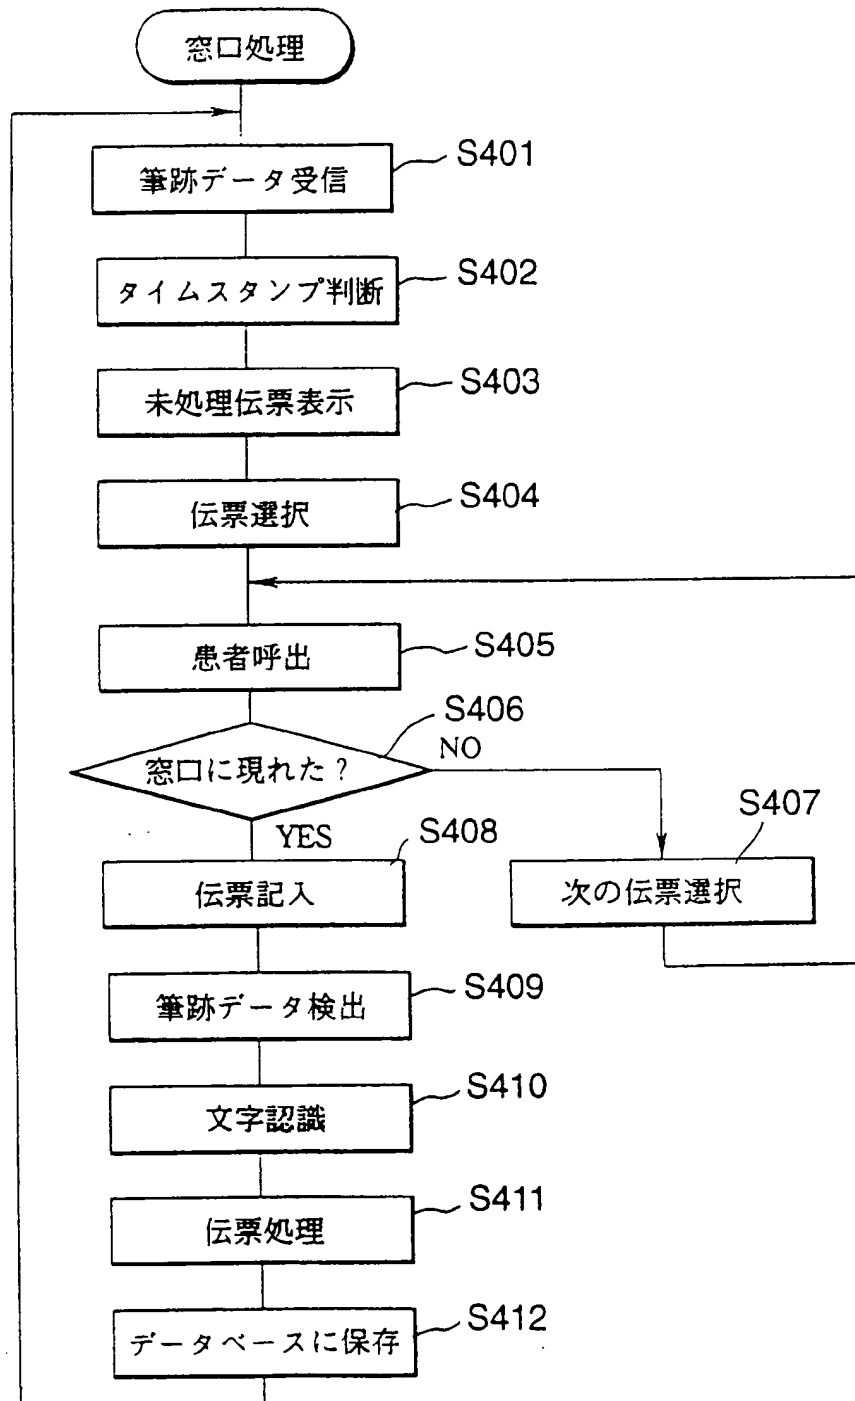 窓口処理
筆跡データ受信
S401
タイムスタンプ判断
S402
未処理伝票表示
S403
伝票選択
S404
患者呼出
S405
窓口に現れた?
S406
NO
YES
次の伝票選択
S407
伝票記入
S408
筆跡データ検出
S409
文字認識
S410
伝票処理
S411
データベースに保存
S412